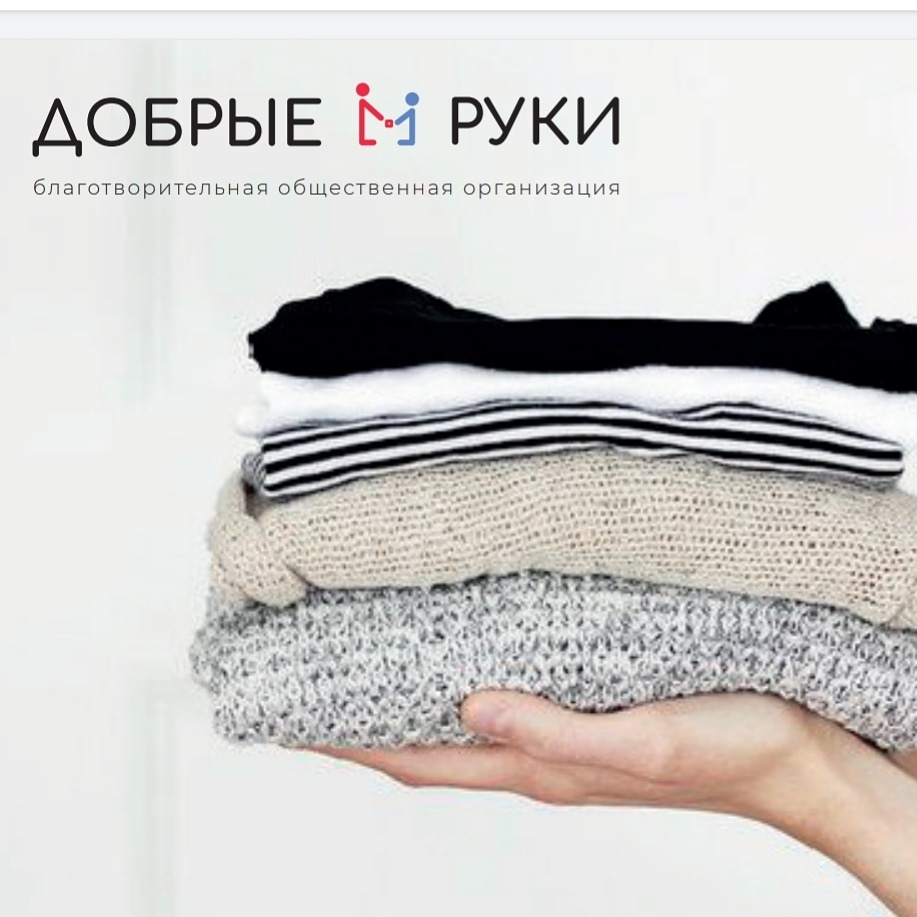 ДОБРЫЕ РУКИ
благотворительная общественная организация